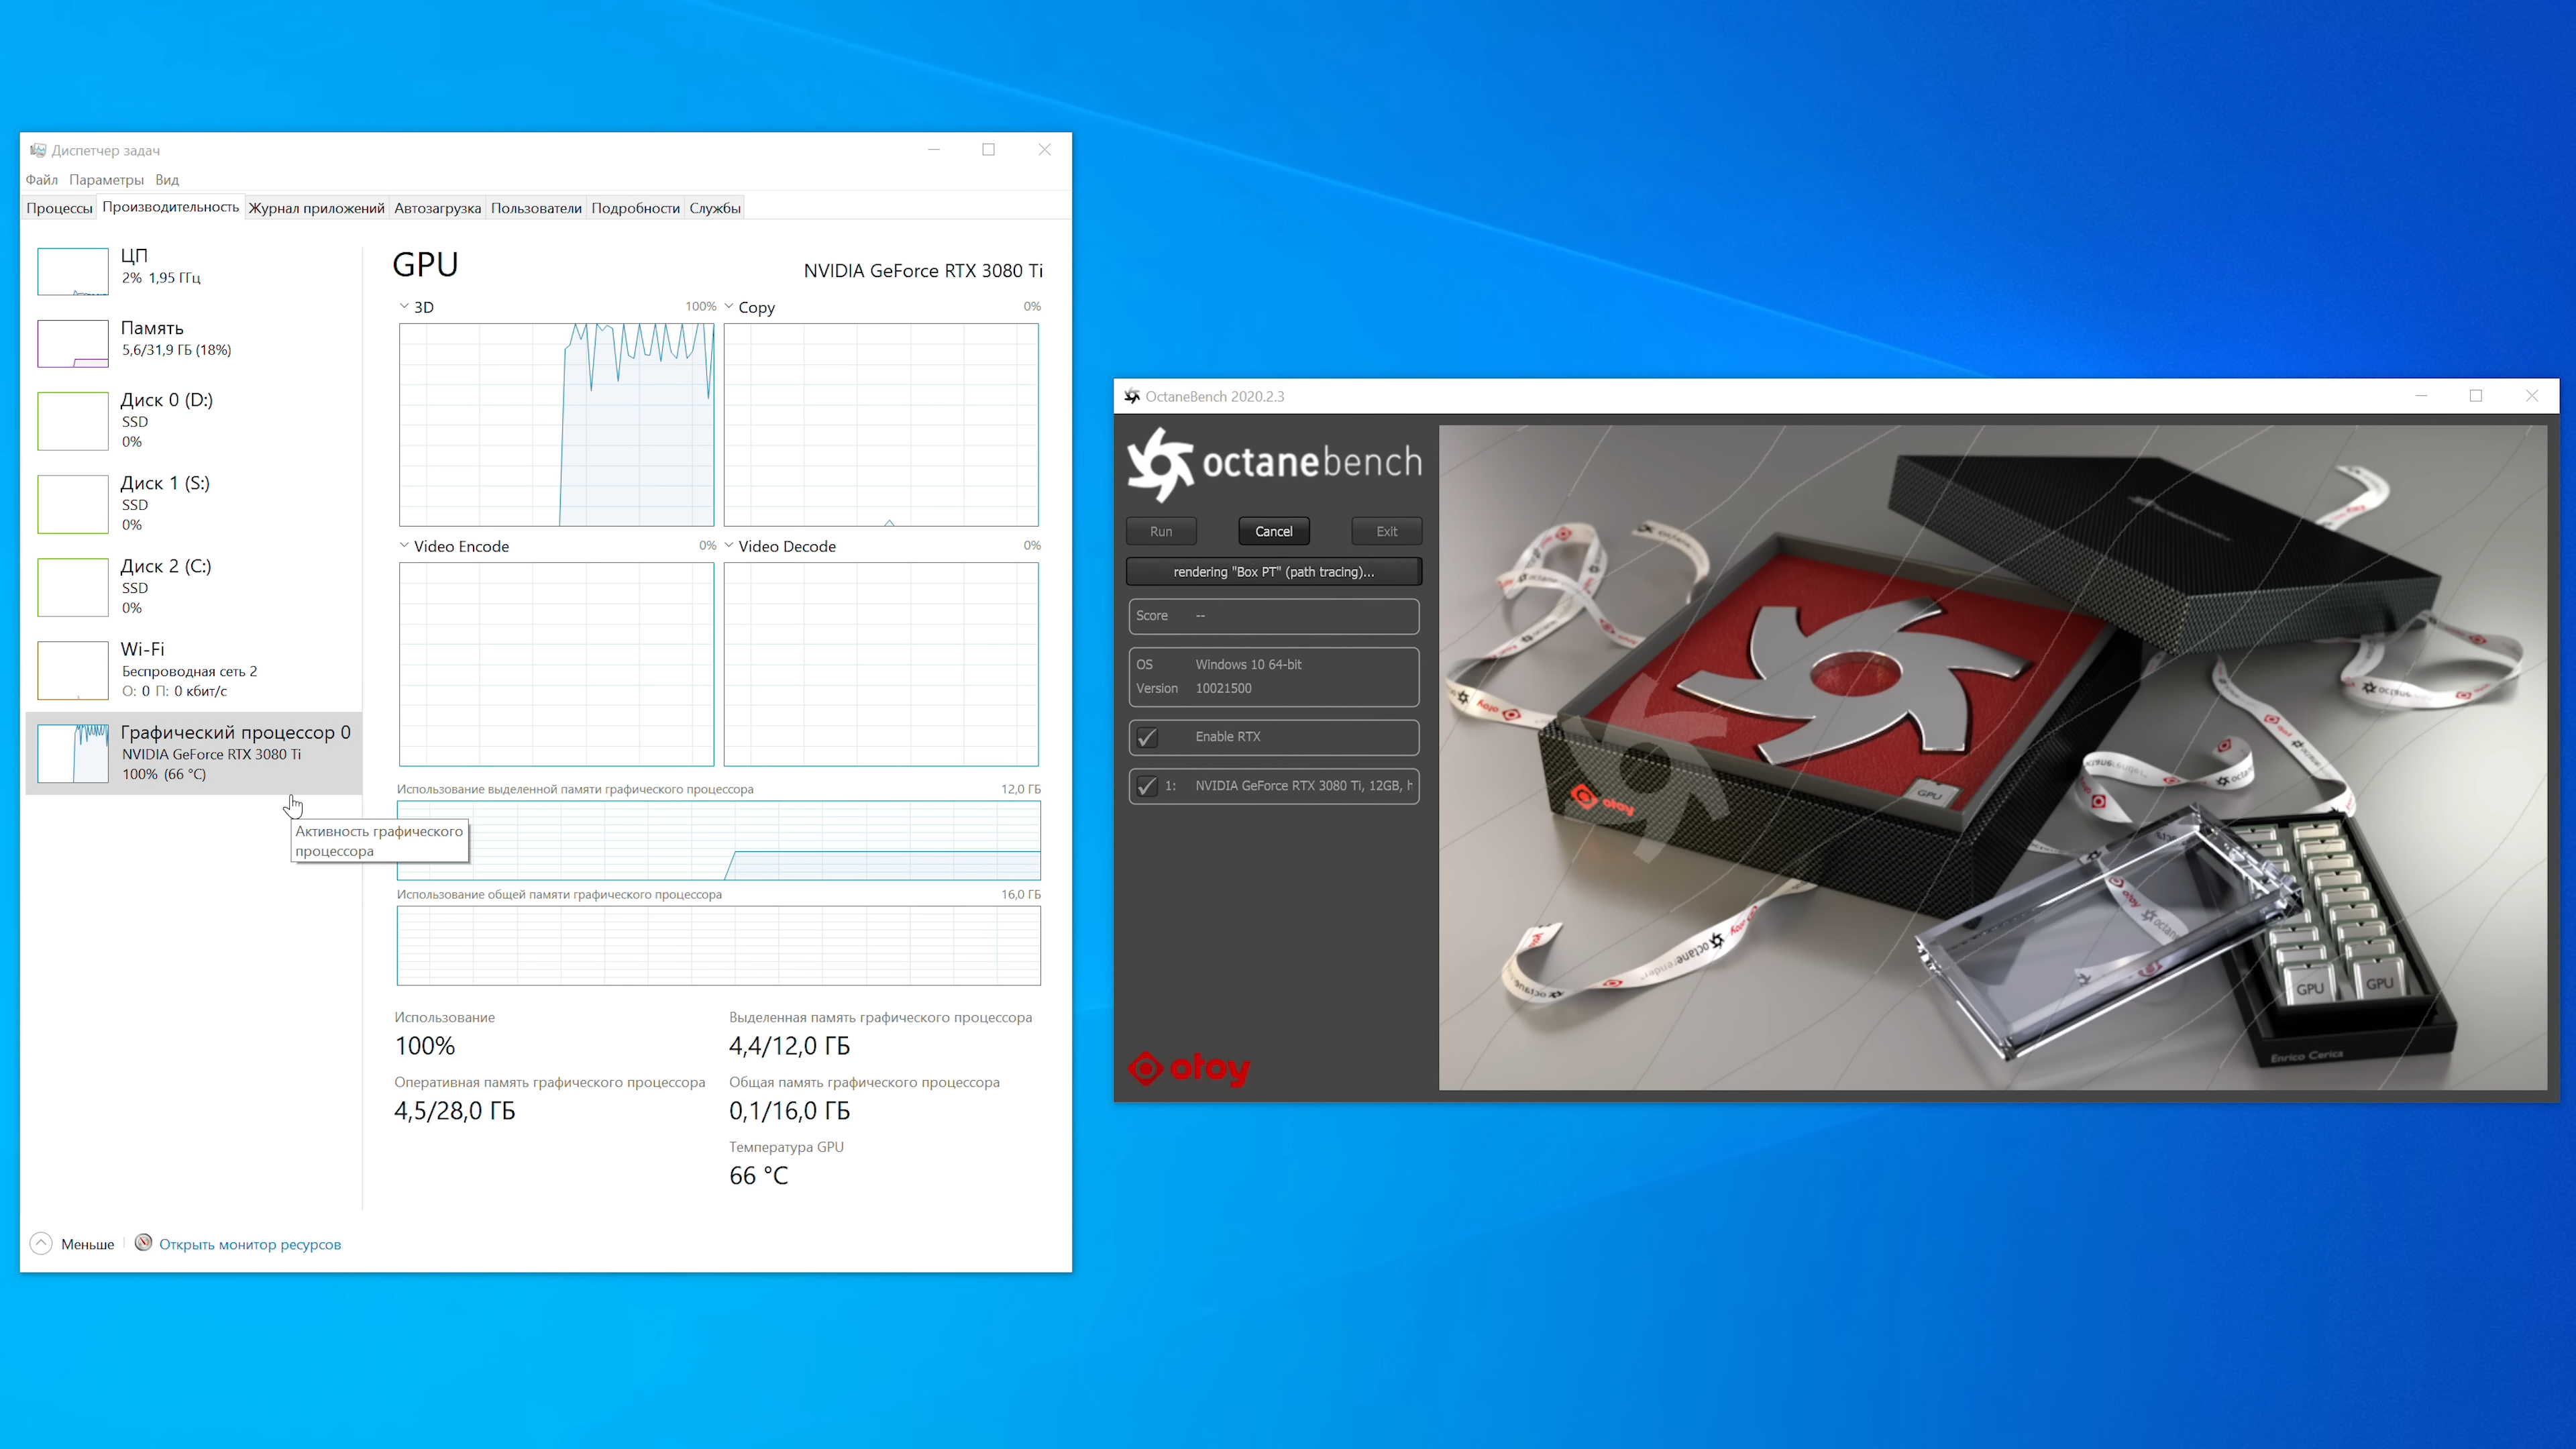 Диспетчер задач
Файл Параметры Вид
Процессы Производительность Журнал приложений Автозагрузка Пользователи Подробности Службы
ЦП
2% 1,95 ГГц
Память
5,6/31,9 ГБ (18%)
Диск 0 (D:)
SSD
0%
Диск 1 (S:)
SSD
0%
Диск 2 (C:)
SSD
0%
Wi-Fi
Беспроводная сеть 2
О: 0 П: 0 кбит/с
Графический процессор 0
NVIDIA GeForce RTX 3080 Ti
100% (66 °C)
Активность графического
процессора
GPU
NVIDIA GeForce RTX 3080 Ti
3D 100%
Copy 0%
Video Encode 0%
Video Decode 0%
Использование выделенной памяти графического процессора 12,0 ГБ
Использование общей памяти графического процессора 16,0 ГБ
Использование
100%
Выделенная память графического процессора
4,4/12,0 ГБ
Оперативная память графического процессора
4,5/28,0 ГБ
Общая память графического процессора
0,1/16,0 ГБ
Температура GPU
66 °C
Меньше
Открыть монитор ресурсов
OctaneBench 2020.2.3
octanebench
Run Cancel Exit
rendering "Box PT" (path tracing)...
Score --
OS Windows 10 64-bit
Version 10021500
Enable RTX
1: NVIDIA GeForce RTX 3080 Ti, 12GB,
otoy
otoy
GPU
octanerender
GPU
GPU
Enrico Cerica